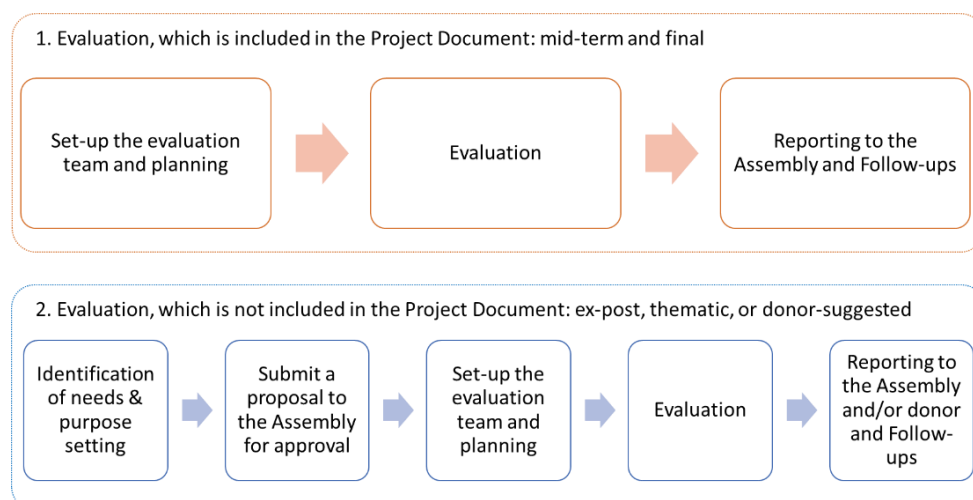 1. Evaluation, which is included in the Project Document: mid-term and final
Set-up the evaluation
team and planning
Evaluation
Reporting to the
Assembly and Follow-ups
2. Evaluation, which is not included in the Project Document: ex-post, thematic, or donor-suggested
Identification
of needs &
purpose
setting
Submit a
proposal to
the Assembly
for approval
Set-up the
evaluation
team and
planning
Evaluation
Reporting to
the Assembly
and/or donor
and Follow-
ups